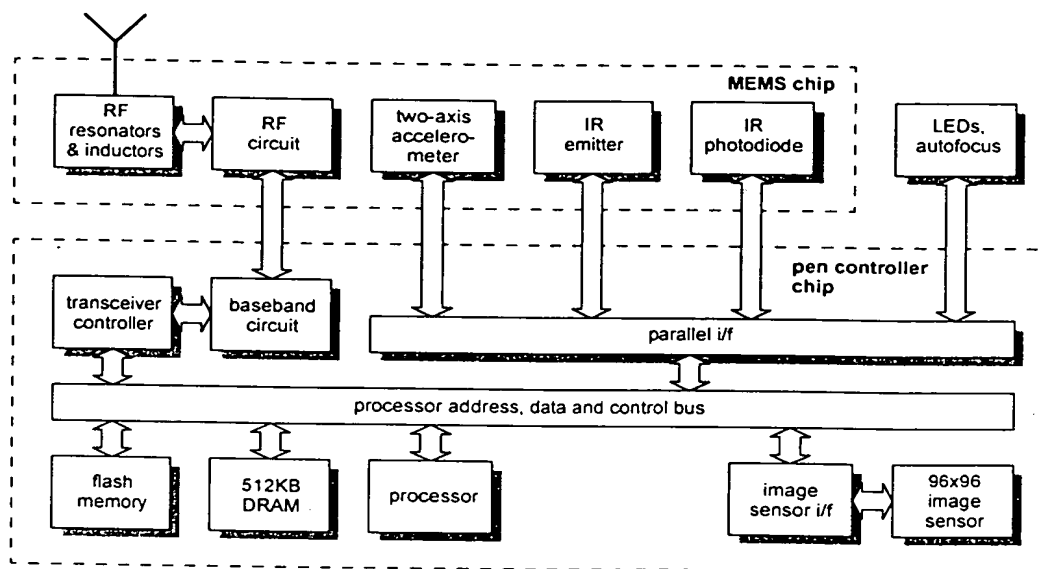 MEMS chip
RF
resonators
& inductors
RF
circuit
two-axis
accelero-
meter
IR
emitter
IR
photodiode
LEDs,
autofocus
pen controller
chip
transceiver
controller
baseband
circuit
parallel i/f
processor address, data and control bus
flash
memory
512KB
DRAM
processor
image
sensor i/f
96x96
image
sensor